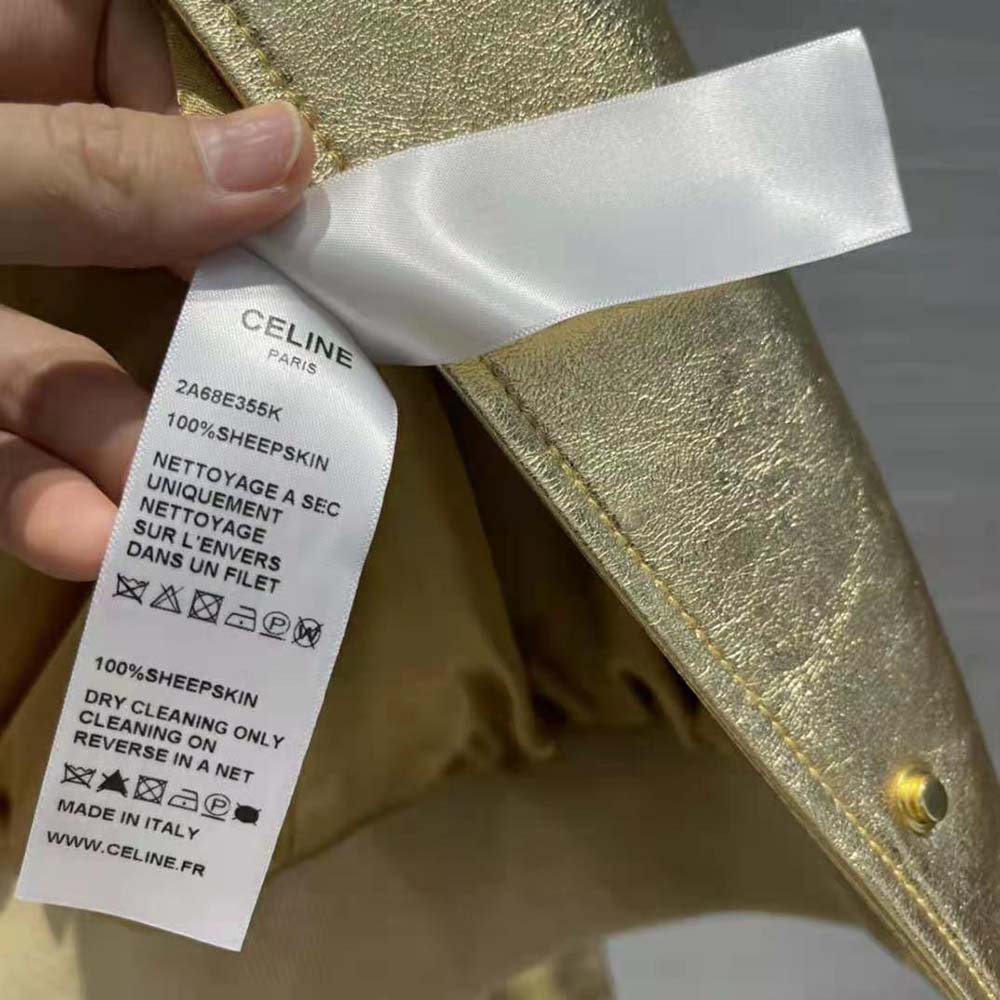 CELINE
PARIS
2A68E355K
100%SHEEPSKIN
NETTOYAGE A SEC
UNIQUEMENT
NETTOYAGE
SUR L'ENVERS
DANS UN FILET
P W
100%SHEEPSKIN
DRY CLEANING ONLY
CLEANING ON
REVERSE IN A NET
P
MADE IN ITALY
WWW.CELINE.FR